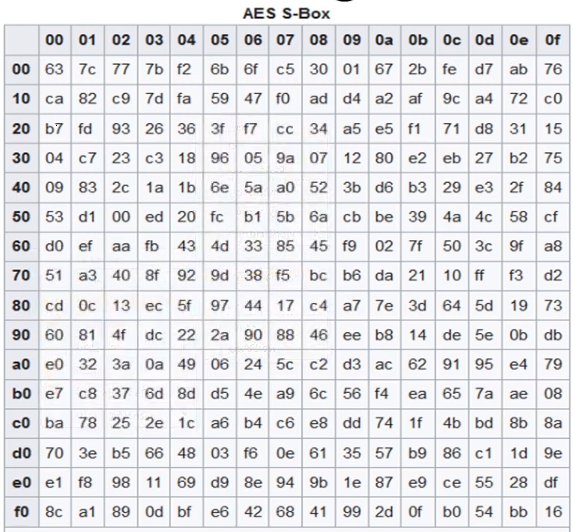 AES S-Box
00 01 02 03 04 05 06 07 08 09 0a 0b 0c 0d 0e 0f
00 63 7c 77 7b f2 6b 6f c5 30 01 67 2b fe d7 ab 76
10 ca 82 c9 7d fa 59 47 f0 ad d4 a2 af 9c a4 72 c0
20 b7 fd 93 26 36 3f f7 cc 34 a5 e5 f1 71 d8 31 15
30 04 c7 23 c3 18 96 05 9a 07 12 80 e2 eb 27 b2 75
40 09 83 2c 1a 1b 6e 5a a0 52 3b d6 b3 29 e3 2f 84
50 53 d1 00 ed 20 fc b1 5b 6a cb be 39 4a 4c 58 cf
60 d0 ef aa fb 43 4d 33 85 45 f9 02 7f 50 3c 9f a8
70 51 a3 40 8f 92 9d 38 f5 bc b6 da 21 10 ff f3 d2
80 cd 0c 13 ec 5f 97 44 17 c4 a7 7e 3d 64 5d 19 73
90 60 81 4f dc 22 2a 90 88 46 ee b8 14 de 5e 0b db
a0 e0 32 3a 0a 49 06 24 5c c2 d3 ac 62 91 95 e4 79
b0 e7 c8 37 6d 8d d5 4e a9 6c 56 f4 ea 65 7a ae 08
c0 ba 78 25 2e 1c a6 b4 c6 e8 dd 74 1f 4b bd 8b 8a
d0 70 3e b5 66 48 03 f6 0e 61 35 57 b9 86 c1 1d 9e
e0 e1 f8 98 11 69 d9 8e 94 9b 1e 87 e9 ce 55 28 df
f0 8c a1 89 0d bf e6 42 68 41 99 2d 0f b0 54 bb 16